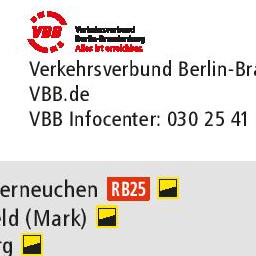 VBB
Verkehrsverbund
Berlin-Brandenburg
Alles ist erreichbar.
Verkehrsverbund Berlin-Bra
VBB.de
VBB Infocenter: 030 25 41
erneuchen RB25
eld (Mark)
rg